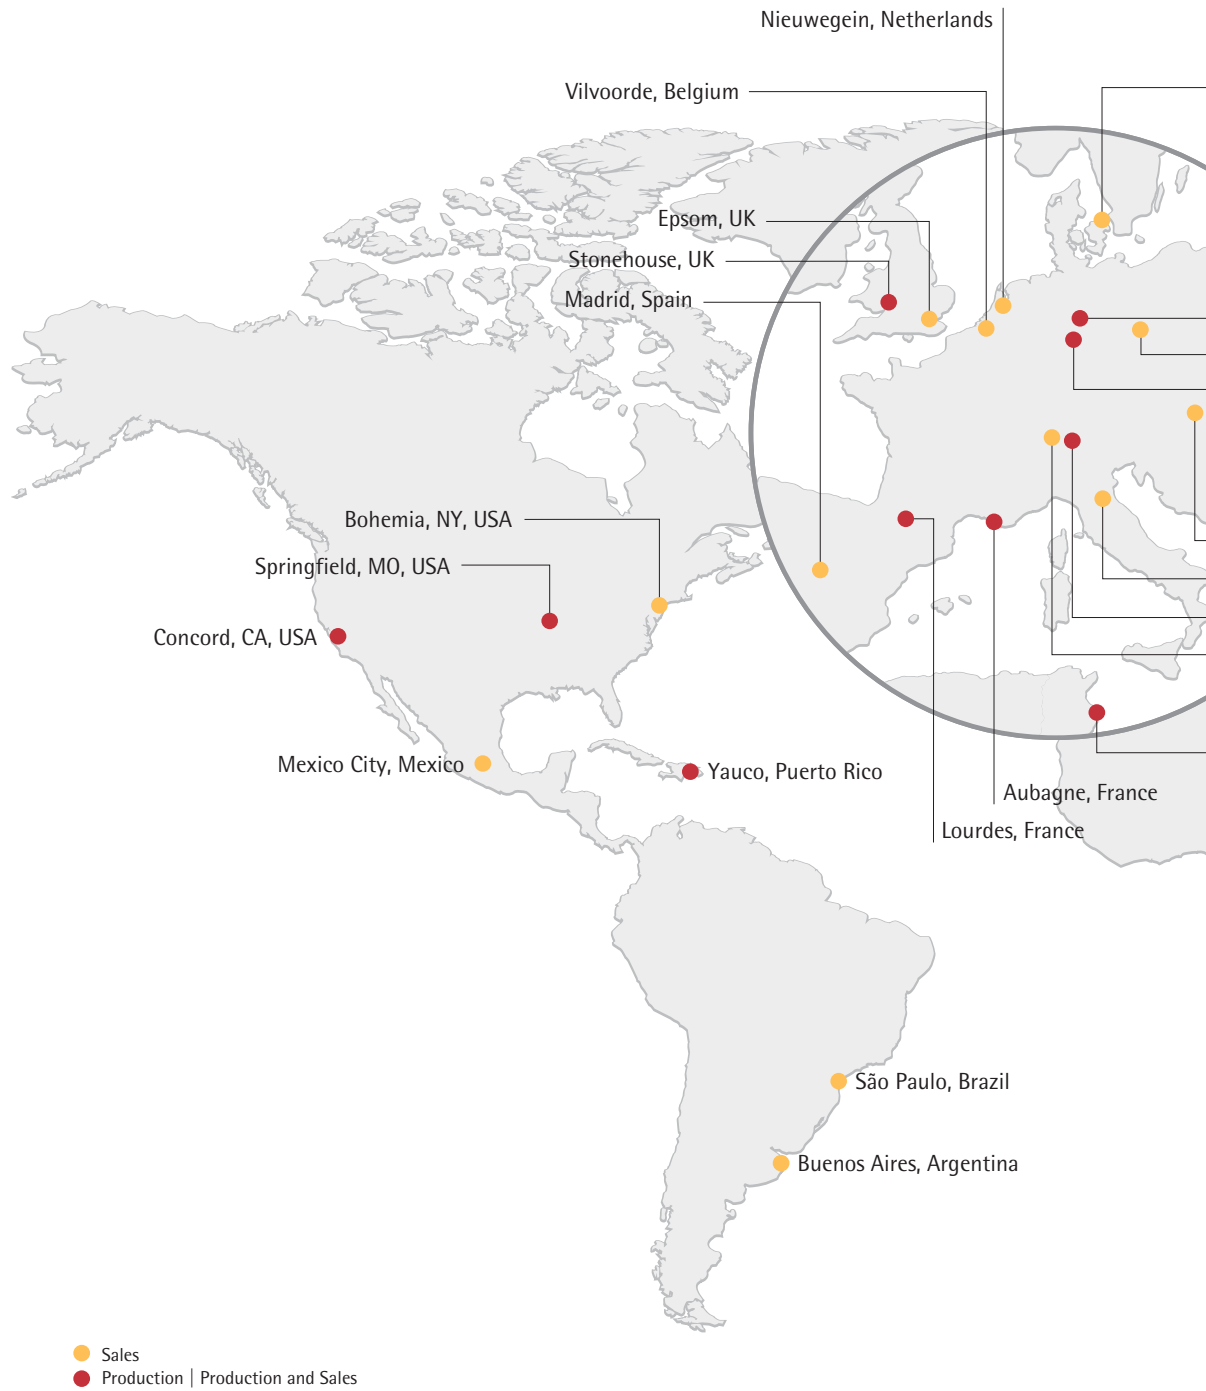 Nieuwegein, Netherlands
Vilvoorde, Belgium
Epsom, UK
Stonehouse, UK
Madrid, Spain
Bohemia, NY, USA
Springfield, MO, USA
Concord, CA, USA
Mexico City, Mexico
Yauco, Puerto Rico
Aubagne, France
Lourdes, France
São Paulo, Brazil
Buenos Aires, Argentina
Sales
Production | Production and Sales